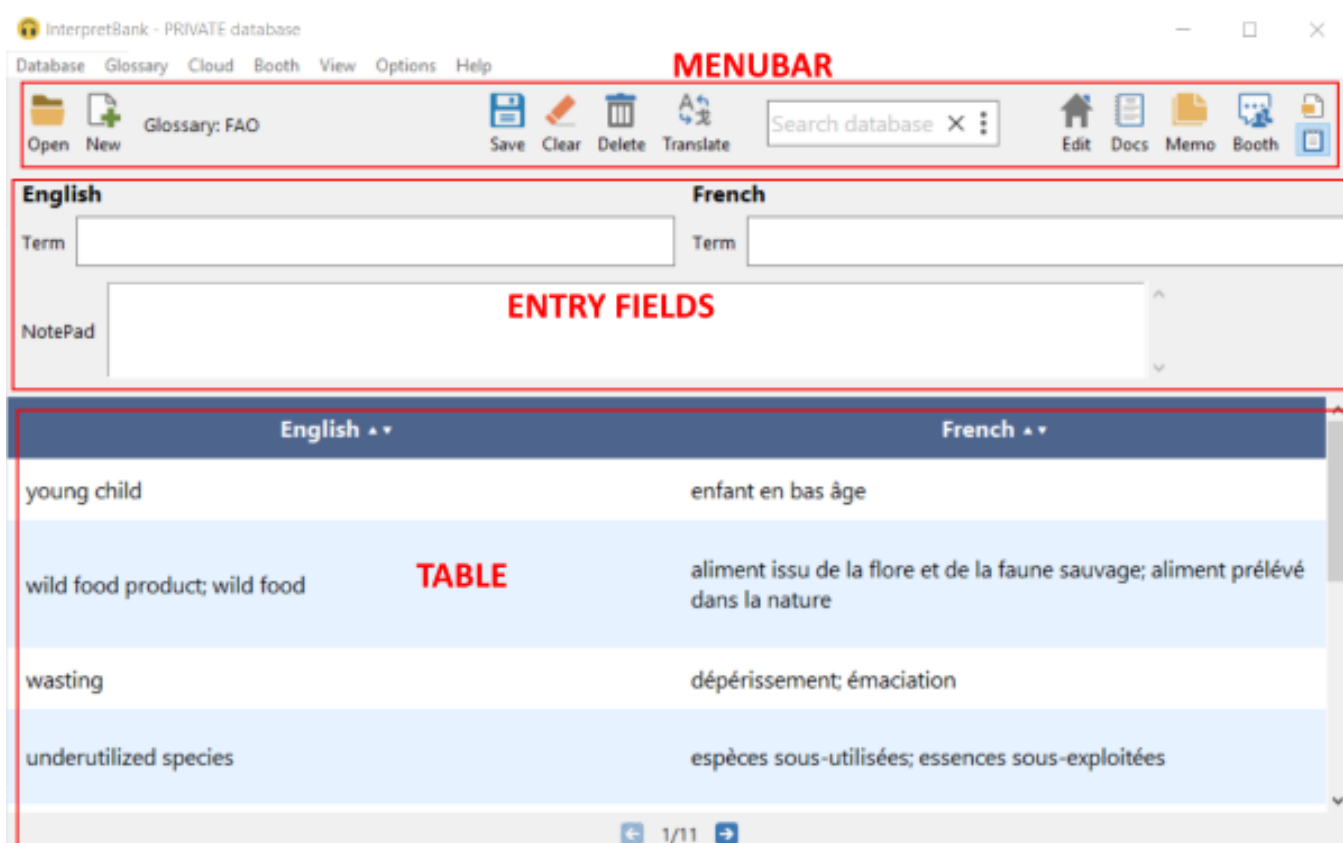 InterpretBank - PRIVATE database
Database Glossary Cloud Booth View Options Help
MENUBAR
Open New Glossary: FAO Save Clear Delete Translate Search database Edit Docs Memo Booth
English French
Term Term
NotePad
ENTRY FIELDS
English French
young child enfant en bas âge
wild food product; wild food aliment issu de la flore et de la faune sauvage; aliment prélévé
dans la nature
TABLE
wasting dépérissement; émaciation
underutilized species espèces sous-utilisées; essences sous-exploitées
1/11